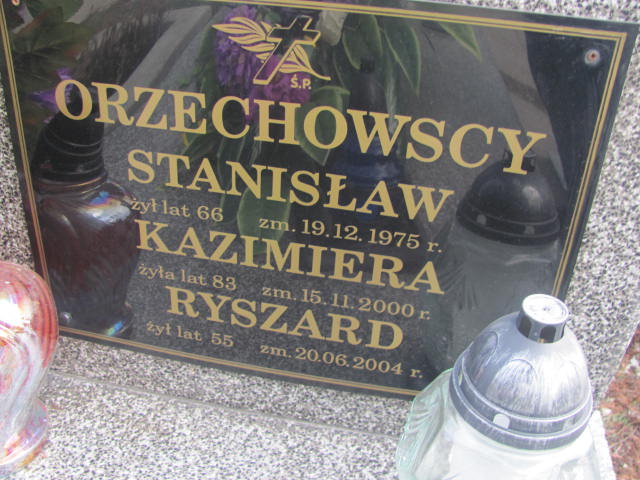 Ś.P.
ORZECHOWSCY
STANISŁAW
żył lat 66 zm. 19.12.1975 r.
KAZIMIERA
żyła lat 83 zm. 15.11.2000 r.
RYSZARD
żył lat 55 zm. 20.06.2004 r.